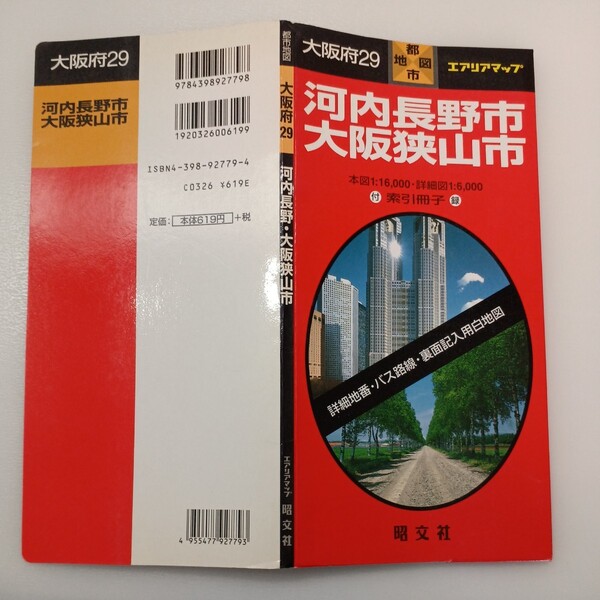 大阪府29
河内長野市
大阪狭山市
9784398927798
1920326006199
ISBN4-398-92779-4
C0326 ¥619E
定価: 本体619円 +税
4955477927793
都市地図
大阪府29
河内長野・大阪狭山市
エアリアマップ
昭文社
大阪府29
都市地図
エアリアマップ
河内長野市
大阪狭山市
本図1:16,000・詳細図1:6,000
付 索引冊子 録
詳細地番・バス路線・裏面記入用白地図
昭文社